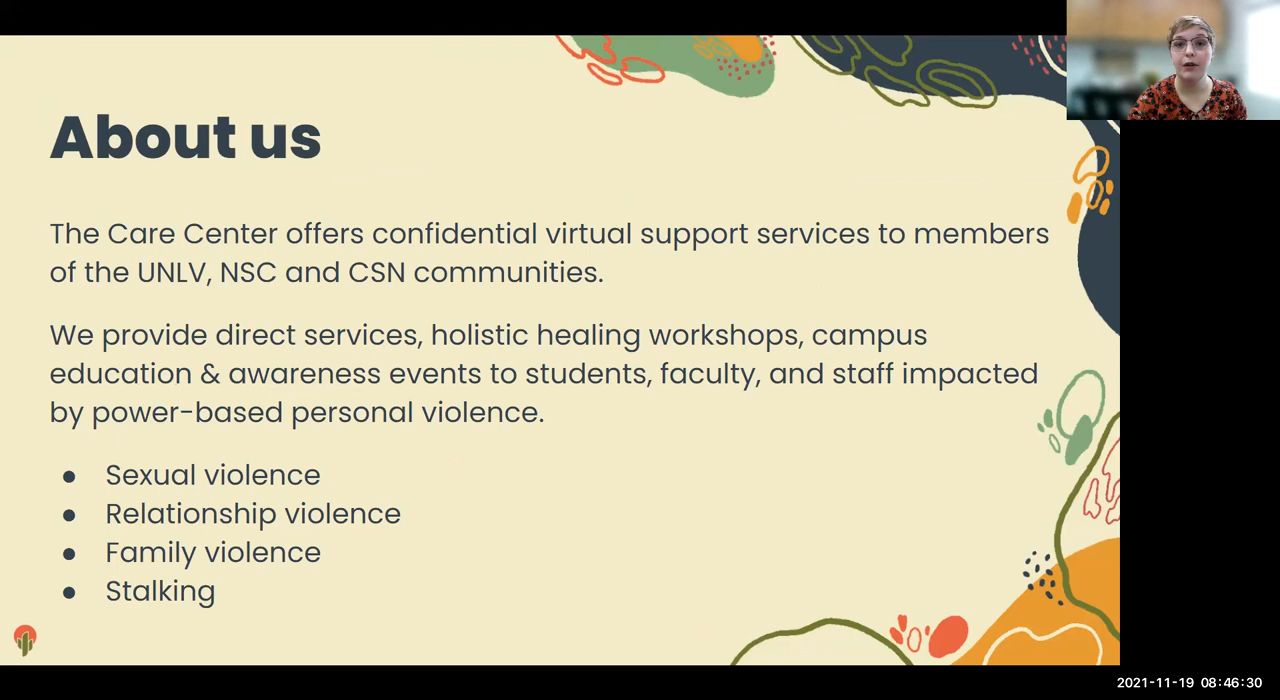 About us
The Care Center offers confidential virtual support services to members
of the UNLV, NSC and CSN communities.
We provide direct services, holistic healing workshops, campus
education & awareness events to students, faculty, and staff impacted
by power-based personal violence.
● Sexual violence
● Relationship violence
● Family violence
● Stalking
2021-11-19 08:46:30